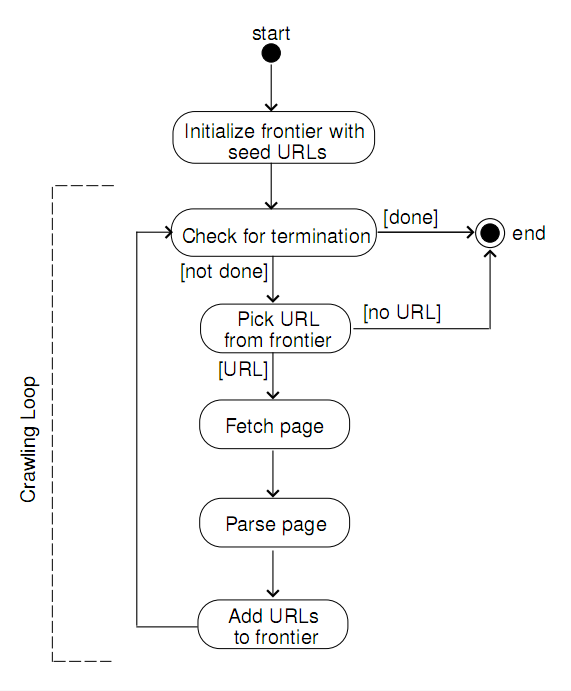 start
Initialize frontier with
seed URLs
Check for termination
[done]
end
[not done]
Pick URL
from frontier
[no URL]
[URL]
Fetch page
Parse page
Add URLs
to frontier
Crawling Loop